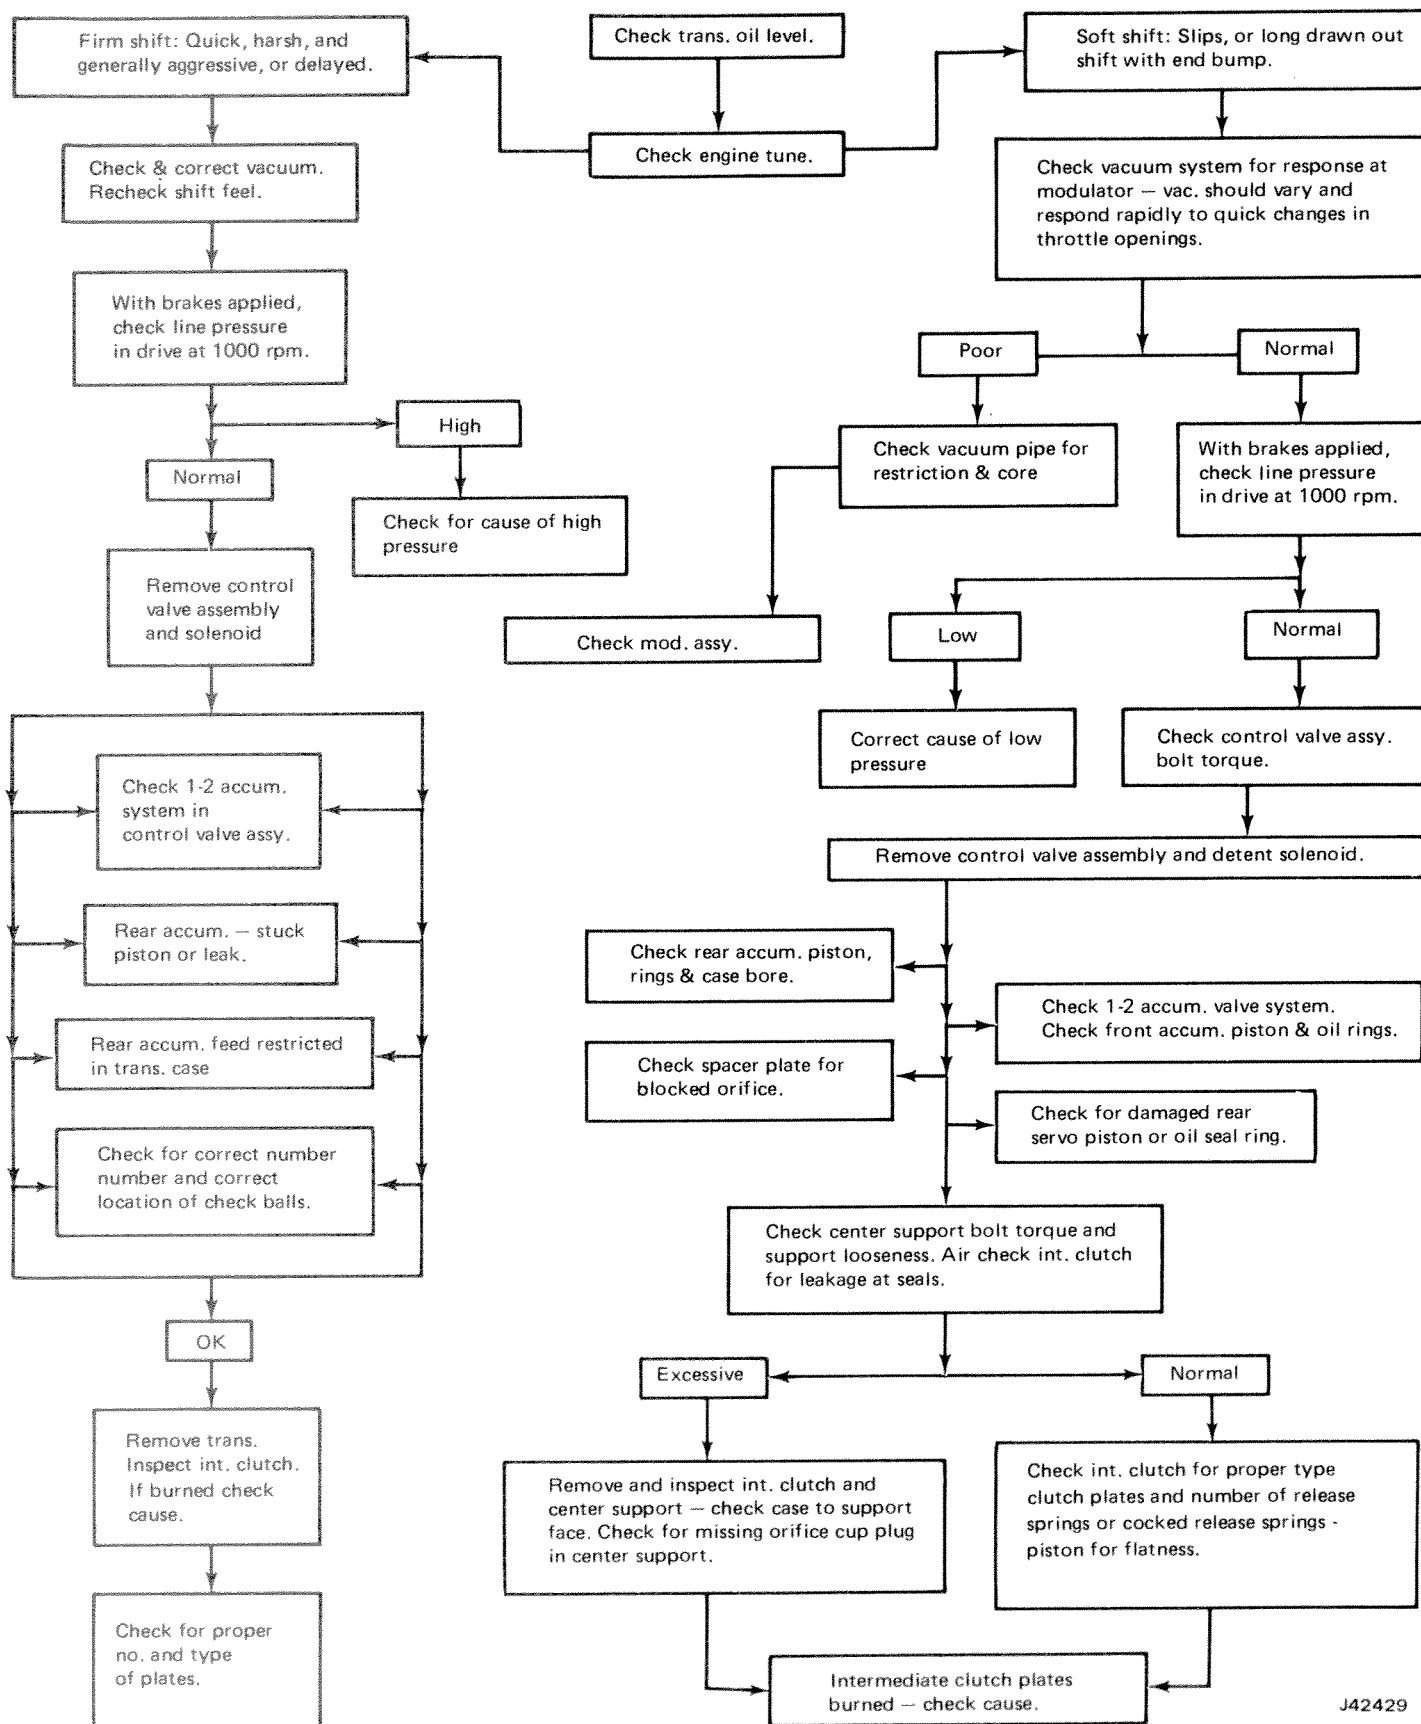 Check trans. oil level.
Check engine tune.
Firm shift: Quick, harsh, and
generally aggressive, or delayed.
Check & correct vacuum.
Recheck shift feel.
With brakes applied,
check line pressure
in drive at 1000 rpm.
High
Check for cause of high
pressure
Normal
Remove control
valve assembly
and solenoid
Check 1-2 accum.
system in
control valve assy.
Rear accum. — stuck
piston or leak.
Rear accum. feed restricted
in trans. case
Check for correct number
number and correct
location of check balls.
OK
Remove trans.
Inspect int. clutch.
If burned check
cause.
Check for proper
no. and type
of plates.
Soft shift: Slips, or long drawn out
shift with end bump.
Check vacuum system for response at
modulator — vac. should vary and
respond rapidly to quick changes in
throttle openings.
Poor
Check vacuum pipe for
restriction & core
Check mod. assy.
Normal
With brakes applied,
check line pressure
in drive at 1000 rpm.
Low
Correct cause of low
pressure
Normal
Check control valve assy.
bolt torque.
Remove control valve assembly and detent solenoid.
Check rear accum. piston,
rings & case bore.
Check 1-2 accum. valve system.
Check front accum. piston & oil rings.
Check spacer plate for
blocked orifice.
Check for damaged rear
servo piston or oil seal ring.
Check center support bolt torque and
support looseness. Air check int. clutch
for leakage at seals.
Excessive
Remove and inspect int. clutch and
center support — check case to support
face. Check for missing orifice cup plug
in center support.
Normal
Check int. clutch for proper type
clutch plates and number of release
springs or cocked release springs -
piston for flatness.
Intermediate clutch plates
burned — check cause.
J42429